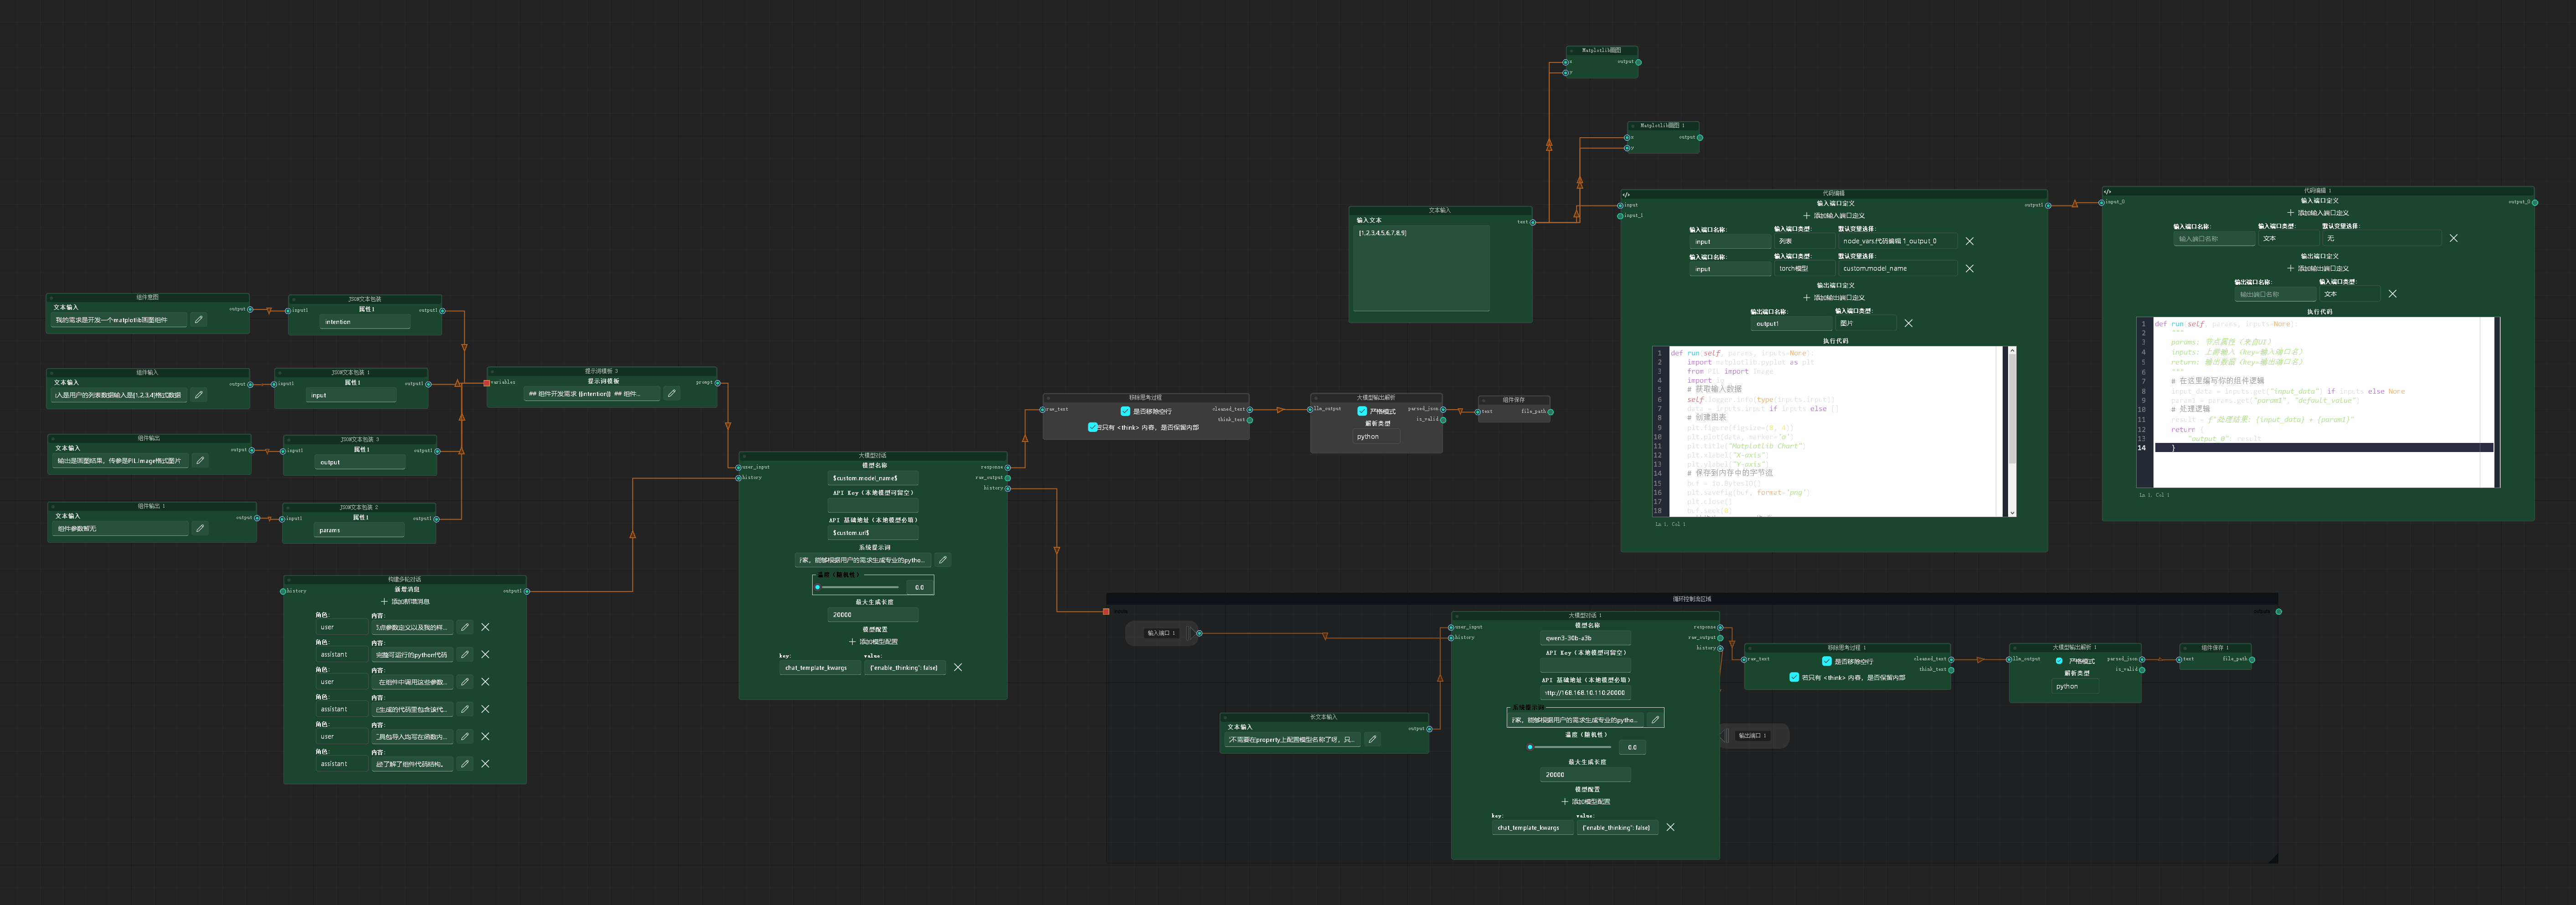 组件意图
文本输入
我的需求是开发一个matplotlib画图组件
output
JSON文本包装
input1
output1
属性1
intention
组件输入
文本输入
入是用户的列表数据输入是[1,2,3,4]格式数据
output
JSON文本包装 1
input1
output1
属性1
input
组件输出
文本输入
输出是画图结果，传参是PIL.Image格式图片
output
JSON文本包装 3
input1
output1
属性1
output
组件输出 1
文本输入
组件参数暂无
output
JSON文本包装 2
input1
output1
属性1
params
提示词模板 3
variables
prompt
提示词模板
## 组件开发需求 {{intention}} ## 组件...
构建多轮对话
history
output1
新增消息
添加新增消息
角色:
内容:
user
点参数定义以及我的样...
角色:
内容:
assistant
完整可运行的python代码
角色:
内容:
user
在组件中调用这些参数...
角色:
内容:
assistant
生成的代码里包含该代...
角色:
内容:
user
具包导入均写在函数内...
角色:
内容:
assistant
了解了组件代码结构。
大模型对话
user_input
history
response
raw_output
history
模型名称
$custom.model_name$
API Key（本地模型可留空）
API 基础地址（本地模型必填）
$custom.url$
系统提示词
家，能够根据用户的需求生成专业的pytho...
温度（随机性）
0.0
最大生成长度
20000
模型配置
添加模型配置
key:
value:
chat_template_kwargs
{"enable_thinking": false}
移除思考过程
raw_text
cleaned_text
think_text
是否移除空行
若只有 <think> 内容，是否保留内部
大模型输出解析
llm_output
parsed_json
is_valid
严格模式
解析类型
python
组件保存
text
file_path
Matplotlib画图
x
y
output
Matplotlib画图 1
x
y
output
文本输入
输入文本
text
[1,2,3,4,5,6,7,8,9]
代码编辑
input
input_1
output1
输入端口定义
添加输入端口定义
输入端口名称:
输入端口类型:
默认变量选择:
input
列表
node_vars.代码编辑 1_output_0
输入端口名称:
输入端口类型:
默认变量选择:
input
torch模型
custom.model_name
输出端口定义
添加输出端口定义
输出端口名称:
输入端口类型:
output1
图片
执行代码
1 def run(self, params, inputs=None)
2 import matplotlib.pyplot as plt
3 from PIL import Image
4 import io
5 # 获取输入数据
6 self.logger.info(type(inputs.input))
7 data = inputs.input if inputs else []
8 # 创建图表
9 plt.figure(figsize=(8, 4))
10 plt.plot(data, marker='o')
11 plt.title("Matplotlib Chart")
12 plt.xlabel("X-axis")
13 plt.ylabel("Y-axis")
14 # 保存到内存中的字节流
15 buf = io.BytesIO()
16 plt.savefig(buf, format='png')
17 plt.close()
18 buf.seek(0)
Ln 1, Col 1
代码编辑 1
input_0
output_0
输入端口定义
添加输入端口定义
输入端口名称:
输入端口类型:
默认变量选择:
输入端口名称
文本
无
输出端口定义
添加输出端口定义
输出端口名称:
输入端口类型:
输出端口名称
文本
执行代码
1 def run(self, params, inputs=None)
2 """
3 params: 节点属性（来自UI）
4 inputs: 上游输入（key=输入端口名）
5 return: 输出数据（key=输出端口名）
6 """
7 # 在这里编写你的组件逻辑
8 input_data = inputs.get("input_data") if inputs else None
9 param1 = params.get("param1", "default_value")
10 # 处理逻辑
11 result = f"处理结果: {input_data} + {param1}"
12 return {
13 "output_0": result
14 }
Ln 1, Col 1
循环控制流区域
inputs
outputs
输入端口 1
长文本输入
文本输入
不需要在property上配置模型名称了呀，只...
output
大模型对话 1
user_input
history
response
raw_output
history
模型名称
qwen3-30b-a3b
API Key（本地模型可留空）
API 基础地址（本地模型必填）
ttp://168.168.10.110:20000
系统提示词
家，能够根据用户的需求生成专业的pytho...
温度（随机性）
0.0
最大生成长度
20000
模型配置
添加模型配置
key:
value:
chat_template_kwargs
{"enable_thinking": false}
输出端口 1
移除思考过程 1
raw_text
cleaned_text
think_text
是否移除空行
若只有 <think> 内容，是否保留内部
大模型输出解析 1
llm_output
parsed_json
is_valid
严格模式
解析类型
python
组件保存 1
text
file_path